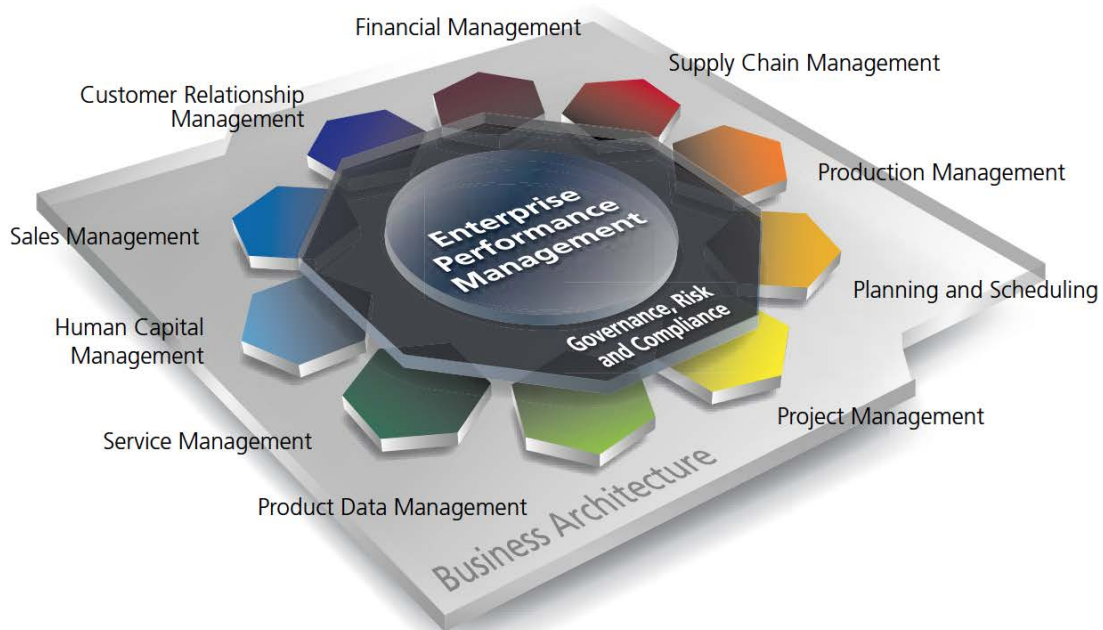 Financial Management
Supply Chain Management
Customer Relationship
Management
Production Management
Sales Management
Enterprise
Performance
Management
Planning and Scheduling
Governance, Risk
and Compliance
Human Capital
Management
Project Management
Service Management
Product Data Management
Business Architecture